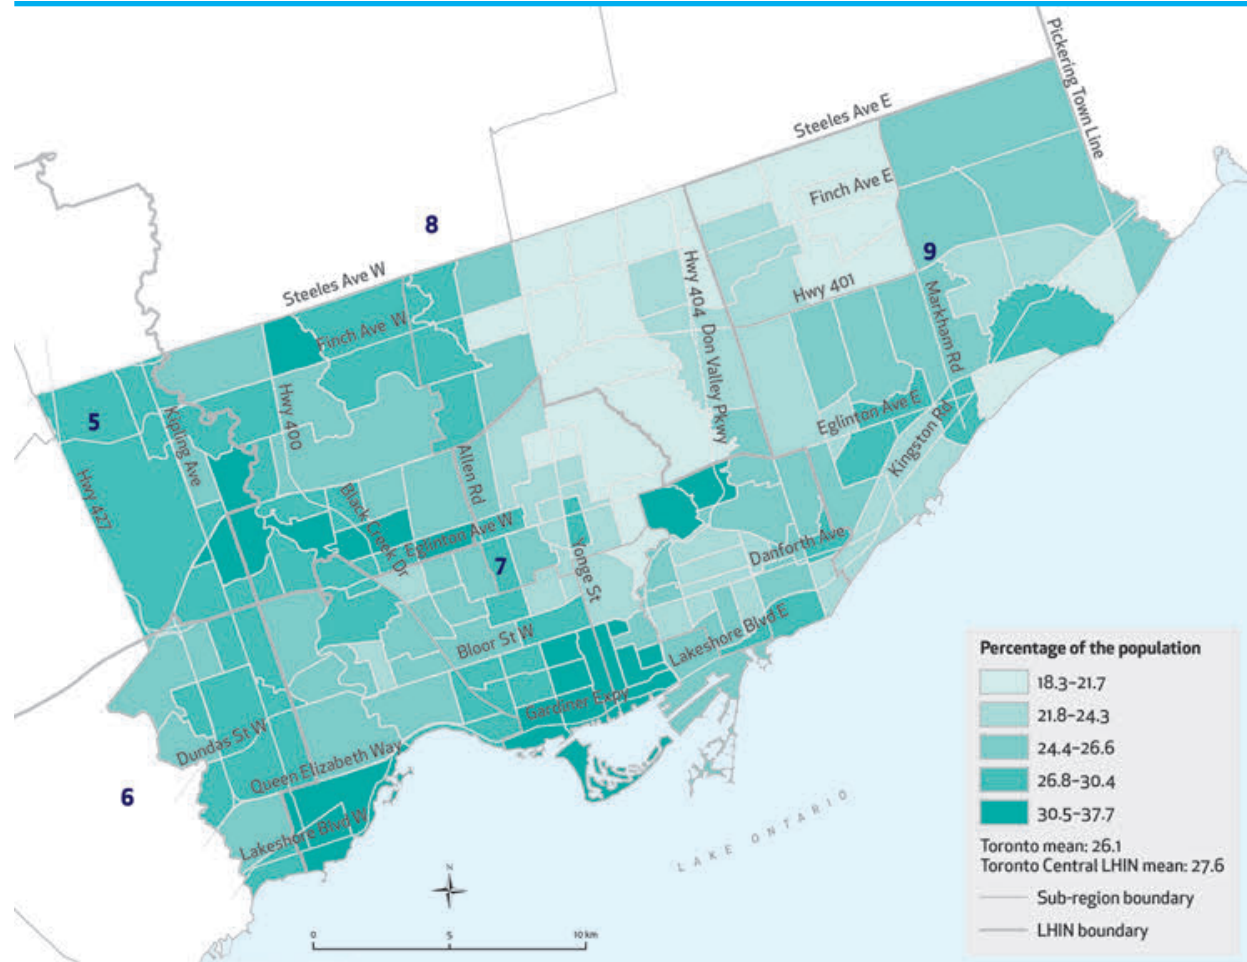 Pickering Town Line
Steeles Ave E
Finch Ave E
8
9
Steeles Ave W
Hwy 404
Hwy 401
Markham Rd
Finch Ave W
Don Valley Pkwy
5
Kipling Ave
Hwy 400
Eglinton Ave E
Kingston Rd
Hwy 427
Allen Rd
Black Creek Dr
Eglinton Ave W
7
Yonge St
Danforth Ave
Bloor St W
Lakeshore Blvd E
Gardiner Expy
Dundas St W
Queen Elizabeth Way
6
Lakeshore Blvd W
LAKE ONTARIO
N
0 5 10 km
Percentage of the population
18.3–21.7
21.8–24.3
24.4–26.6
26.8–30.4
30.5–37.7
Toronto mean: 26.1
Toronto Central LHIN mean: 27.6
Sub-region boundary
LHIN boundary